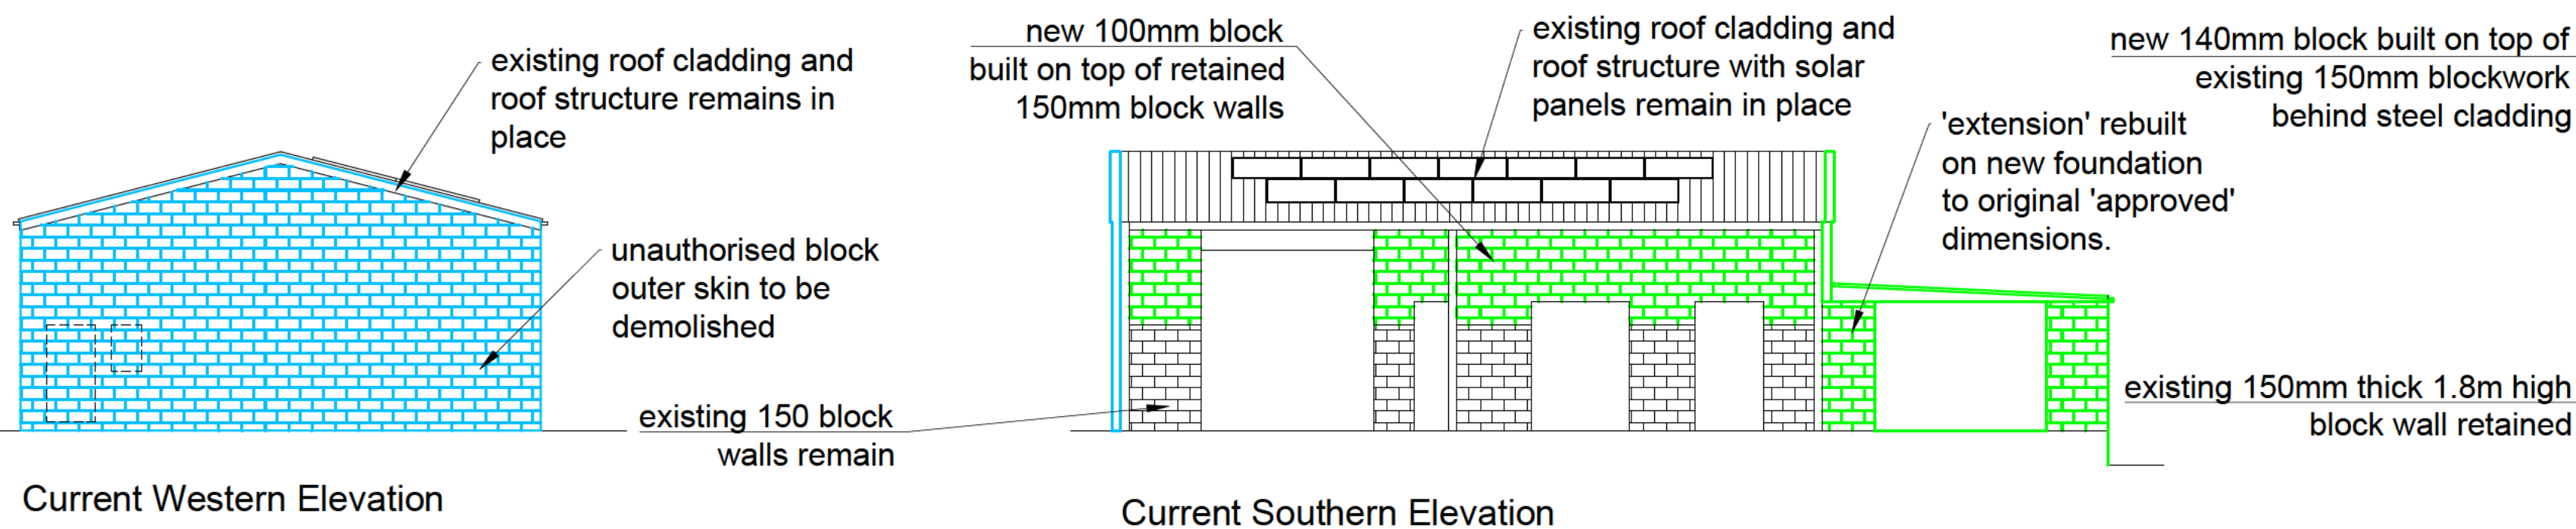 existing roof cladding and
roof structure remains in
place
unauthorised block
outer skin to be
demolished
existing 150 block
walls remain
Current Western Elevation
new 100mm block
built on top of retained
150mm block walls
existing roof cladding and
roof structure with solar
panels remain in place
'extension' rebuilt
on new foundation
to original 'approved'
dimensions.
Current Southern Elevation
new 140mm block built on top of
existing 150mm blockwork
behind steel cladding
existing 150mm thick 1.8m high
block wall retained